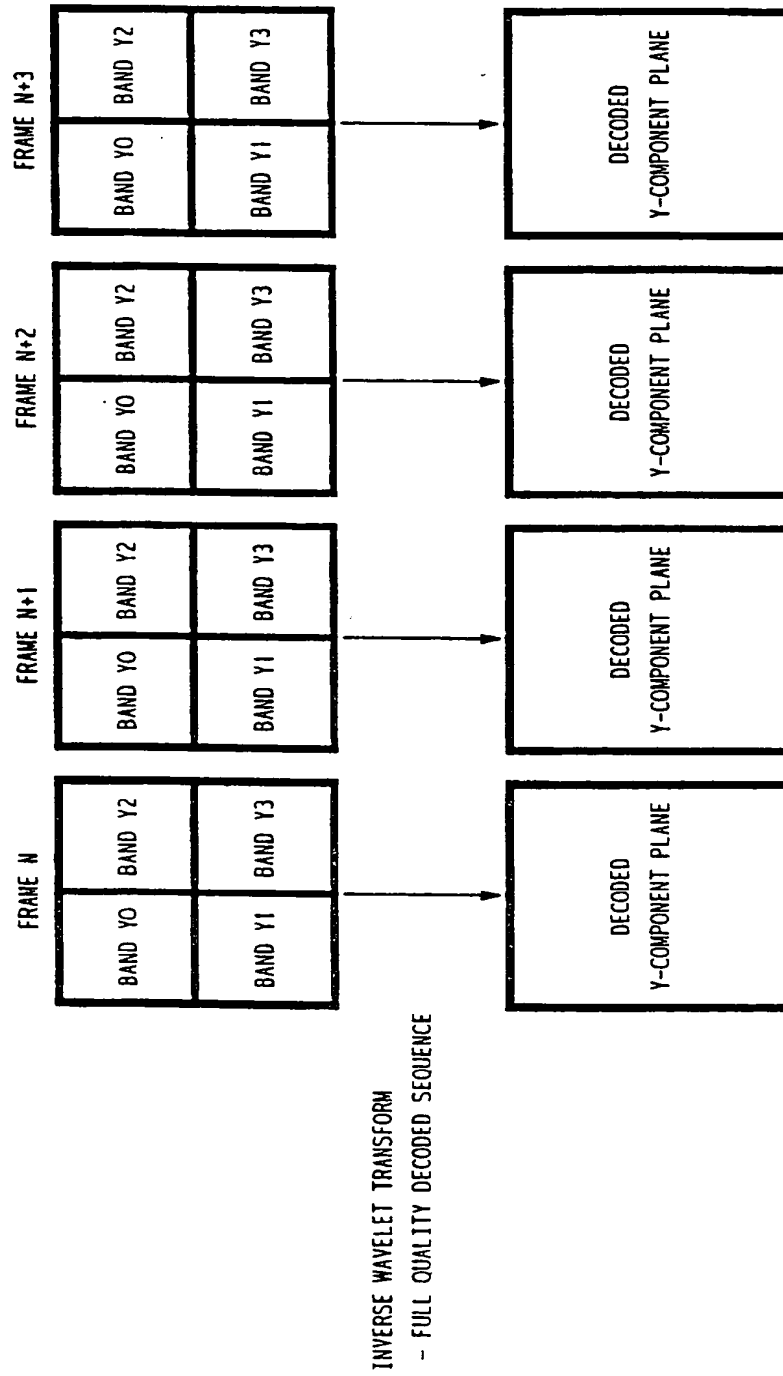 FRAME N
FRAME N+1
FRAME N+2
FRAME N+3
BAND Y0
BAND Y2
BAND Y0
BAND Y2
BAND Y0
BAND Y2
BAND Y0
BAND Y2
BAND Y1
BAND Y3
BAND Y1
BAND Y3
BAND Y1
BAND Y3
BAND Y1
BAND Y3
INVERSE WAVELET TRANSFORM
- FULL QUALITY DECODED SEQUENCE
DECODED
Y-COMPONENT PLANE
DECODED
Y-COMPONENT PLANE
DECODED
Y-COMPONENT PLANE
DECODED
Y-COMPONENT PLANE